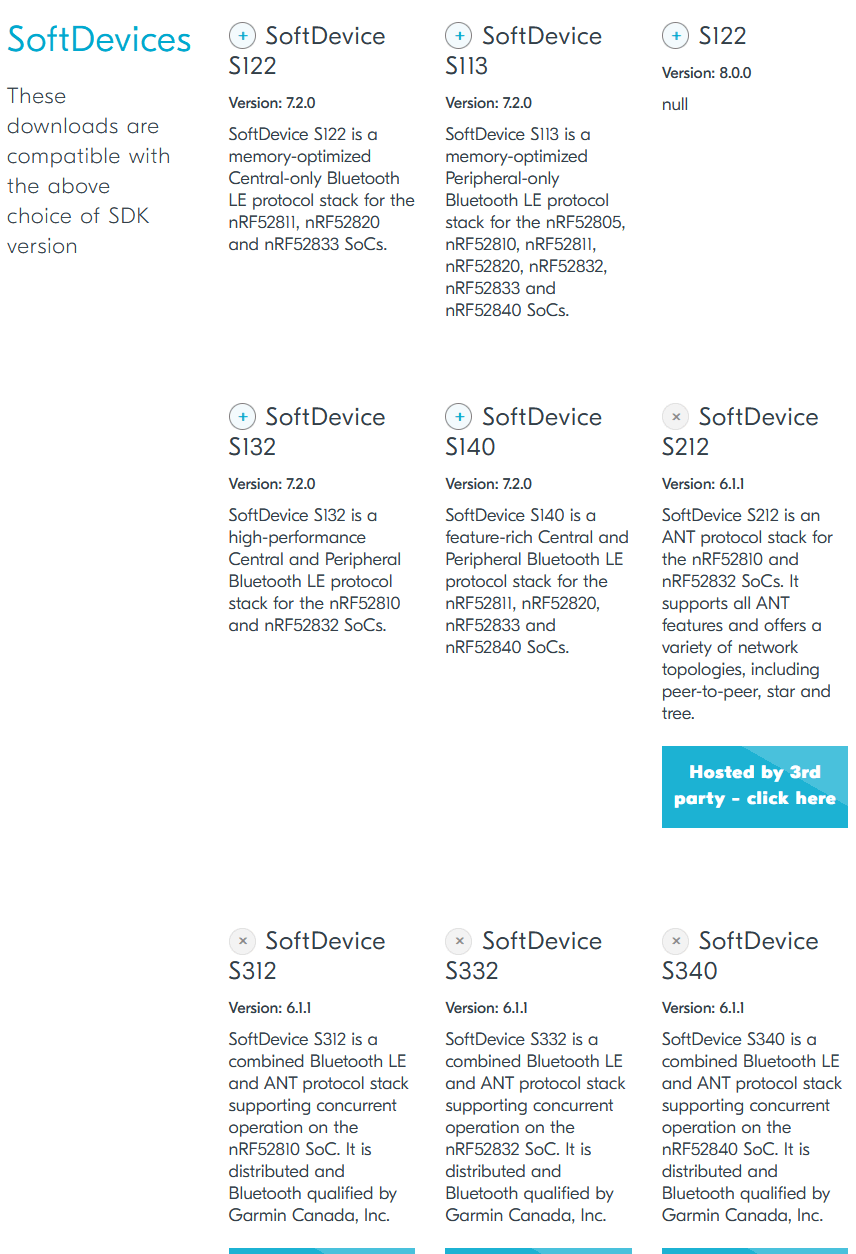 SoftDevices
These
downloads are
compatible with
the above
choice of SDK
version
+ SoftDevice
S122
Version: 7.2.0
SoftDevice S122 is a
memory-optimized
Central-only Bluetooth
LE protocol stack for the
nRF52811, nRF52820
and nRF52833 SoCs.
+ SoftDevice
S113
Version: 7.2.0
SoftDevice S113 is a
memory-optimized
Peripheral-only
Bluetooth LE protocol
stack for the nRF52805,
nRF52810, nRF52811,
nRF52820, nRF52832,
nRF52833 and
nRF52840 SoCs.
+ S122
Version: 8.0.0
null
+ SoftDevice
S132
Version: 7.2.0
SoftDevice S132 is a
high-performance
Central and Peripheral
Bluetooth LE protocol
stack for the nRF52810
and nRF52832 SoCs.
+ SoftDevice
S140
Version: 7.2.0
SoftDevice S140 is a
feature-rich Central and
Peripheral Bluetooth LE
protocol stack for the
nRF52811, nRF52820,
nRF52833 and
nRF52840 SoCs.
× SoftDevice
S212
Version: 6.1.1
SoftDevice S212 is an
ANT protocol stack for
the nRF52810 and
nRF52832 SoCs. It
supports all ANT
features and offers a
variety of network
topologies, including
peer-to-peer, star and
tree.
Hosted by 3rd
party - click here
× SoftDevice
S312
Version: 6.1.1
SoftDevice S312 is a
combined Bluetooth LE
and ANT protocol stack
supporting concurrent
operation on the
nRF52810 SoC. It is
distributed and
Bluetooth qualified by
Garmin Canada, Inc.
× SoftDevice
S332
Version: 6.1.1
SoftDevice S332 is a
combined Bluetooth LE
and ANT protocol stack
supporting concurrent
operation on the
nRF52832 SoC. It is
distributed and
Bluetooth qualified by
Garmin Canada, Inc.
× SoftDevice
S340
Version: 6.1.1
SoftDevice S340 is a
combined Bluetooth LE
and ANT protocol stack
supporting concurrent
operation on the
nRF52840 SoC. It is
distributed and
Bluetooth qualified by
Garmin Canada, Inc.